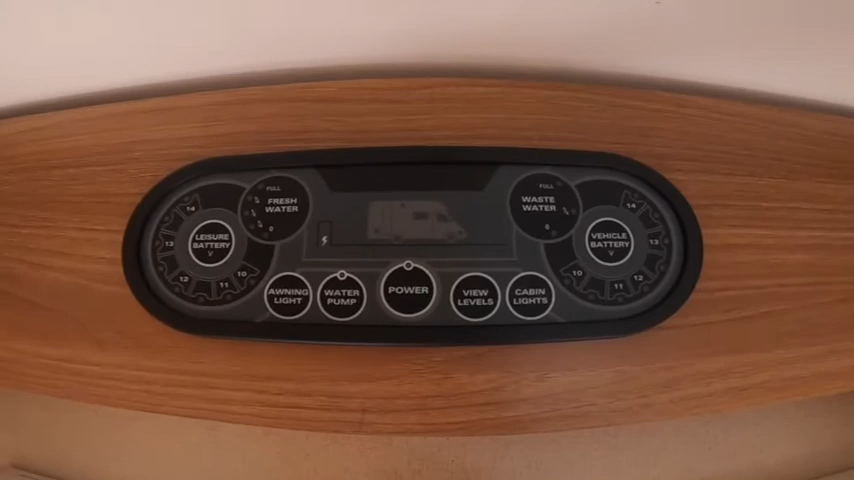 FULL
FRESH
WATER
0
14
13
12
11
10
LEISURE
BATTERY
V
FULL
WASTE
WATER
0
14
13
12
11
10
VEHICLE
BATTERY
V
AWNING
LIGHT
WATER
PUMP
POWER
VIEW
LEVELS
CABIN
LIGHTS